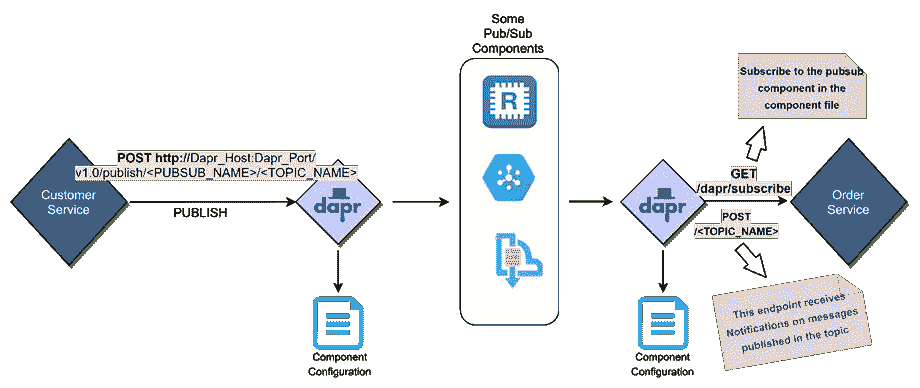 Some
Pub/Sub
Components
Subscribe to the pubsub
component in the
component file
POST http://Dapr_Host:Dapr_Port/
v1.0/publish/<PUBSUB_NAME>/<TOPIC_NAME>
Customer
Service
PUBLISH
dapr
R
dapr
GET
/dapr/subscribe
POST
/<TOPIC_NAME>
Order
Service
This endpoint receives
Notifications on messages
published in the topic
Component
Configuration
Component
Configuration